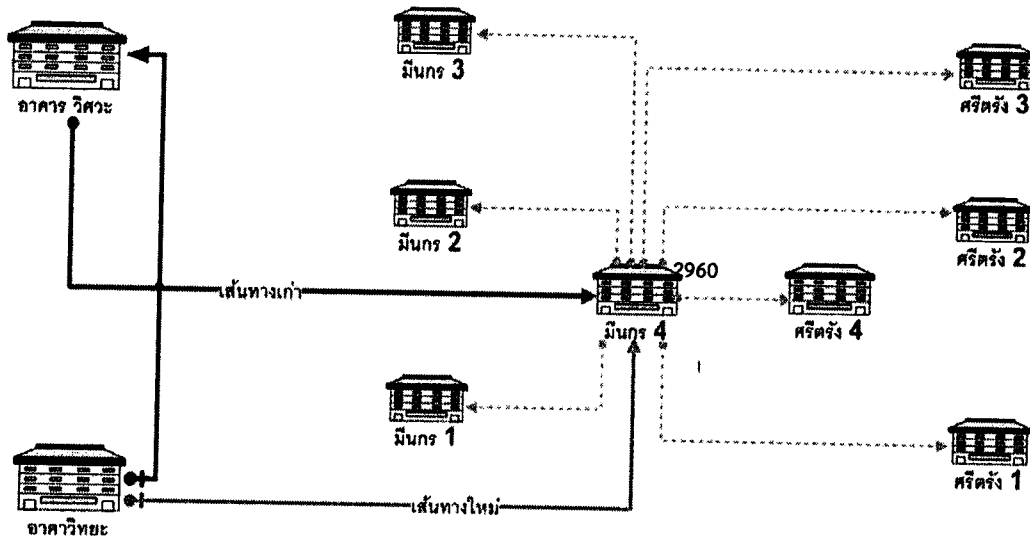 มีนกร 3
อาคาร วิศวะ
ศรีตรัง 3
มีนกร 2
ศรีตรัง 2
2960
เส้นทางเก่า
มีนกร 4
ศรีตรัง 4
มีนกร 1
ศรีตรัง 1
เส้นทางใหม่
อาคาวิทยะ